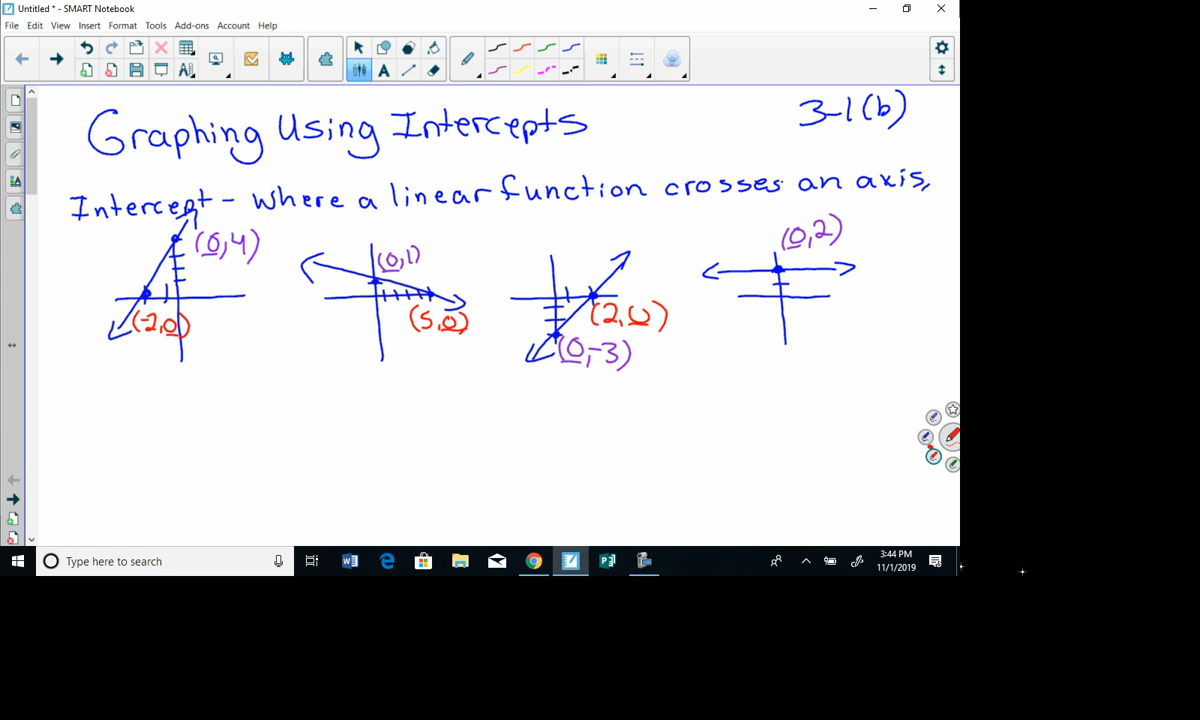 Untitled * - SMART Notebook
File Edit View Insert Format Tools Add-ons Account Help
Graphing Using Intercepts
3-1(b)
Intercept - where a linear function crosses an axis.
(0,4)
(0,1)
(0,2)
(-2,0)
(5,0)
(2,0)
(0,-3)
Type here to search
3:44 PM
11/1/2019